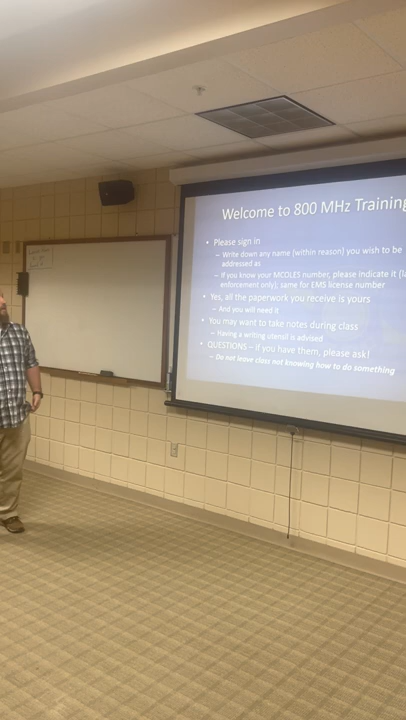 Welcome to 800 MHz Training
• Please sign in
– Write down any name (within reason) you wish to be
addressed as
– If you know your MCOLES number, please indicate it (la
enforcement only), same for EMS license number
• Yes, all the paperwork you receive is yours
– And you will need it
• You may want to take notes during class
– Having a writing utensil is advised
• QUESTIONS – if you have them, please ask!
– Do not leave class not knowing how to do something